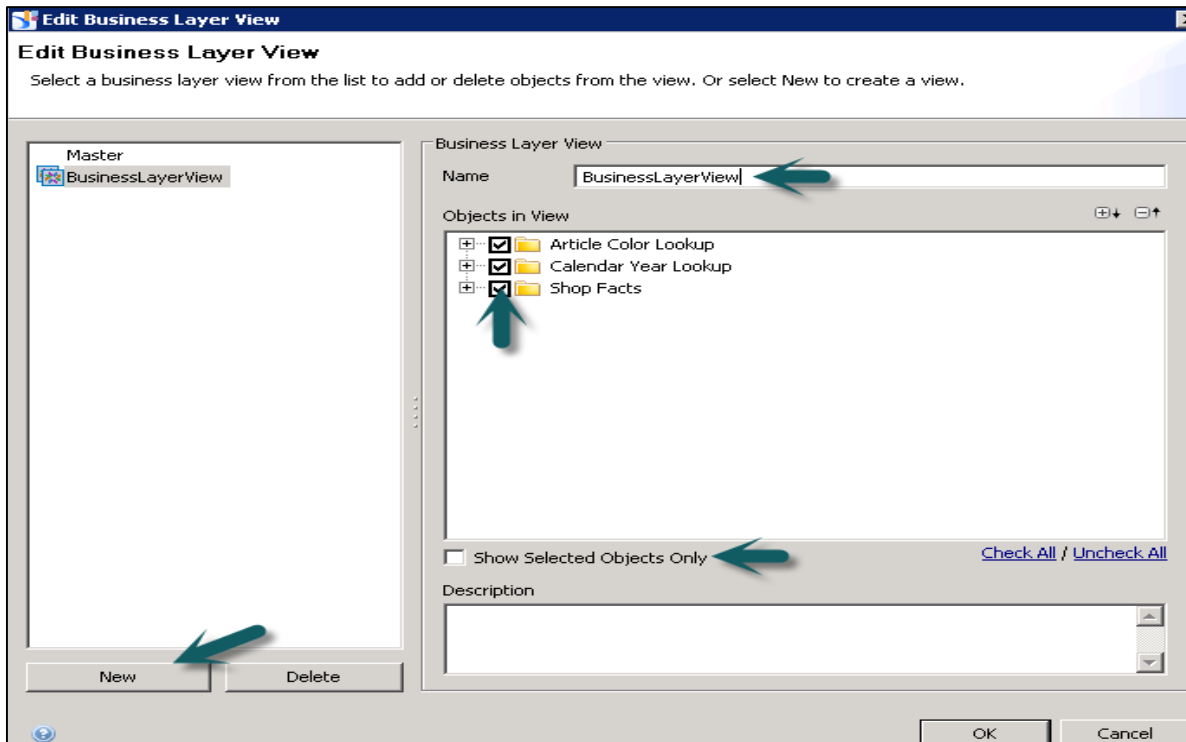 Edit Business Layer View
Edit Business Layer View
Select a business layer view from the list to add or delete objects from the view. Or select New to create a view.
Master
BusinessLayerView
New
Delete
Business Layer View
Name
BusinessLayerView
Objects in View
Article Color Lookup
Calendar Year Lookup
Shop Facts
Show Selected Objects Only
Check All / Uncheck All
Description
OK
Cancel